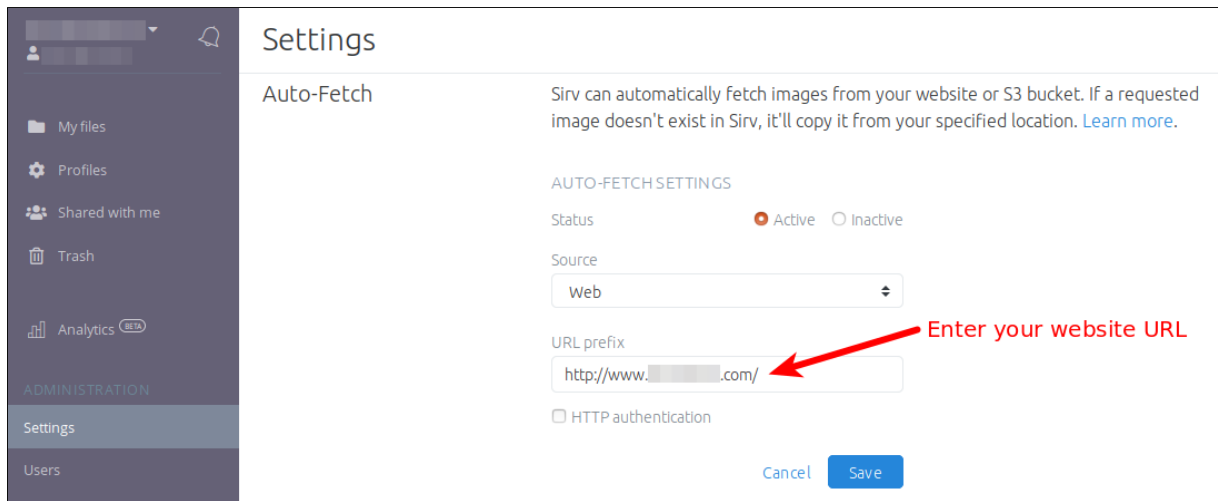 Settings
My files
Profiles
Shared with me
Trash
Analytics BETA
ADMINISTRATION
Settings
Users
Auto-Fetch
Sirv can automatically fetch images from your website or S3 bucket. If a requested
image doesn't exist in Sirv, it'll copy it from your specified location. Learn more.
AUTO-FETCH SETTINGS
Status Active Inactive
Source
Web
URL prefix
http://www. .com/
Enter your website URL
HTTP authentication
Cancel Save